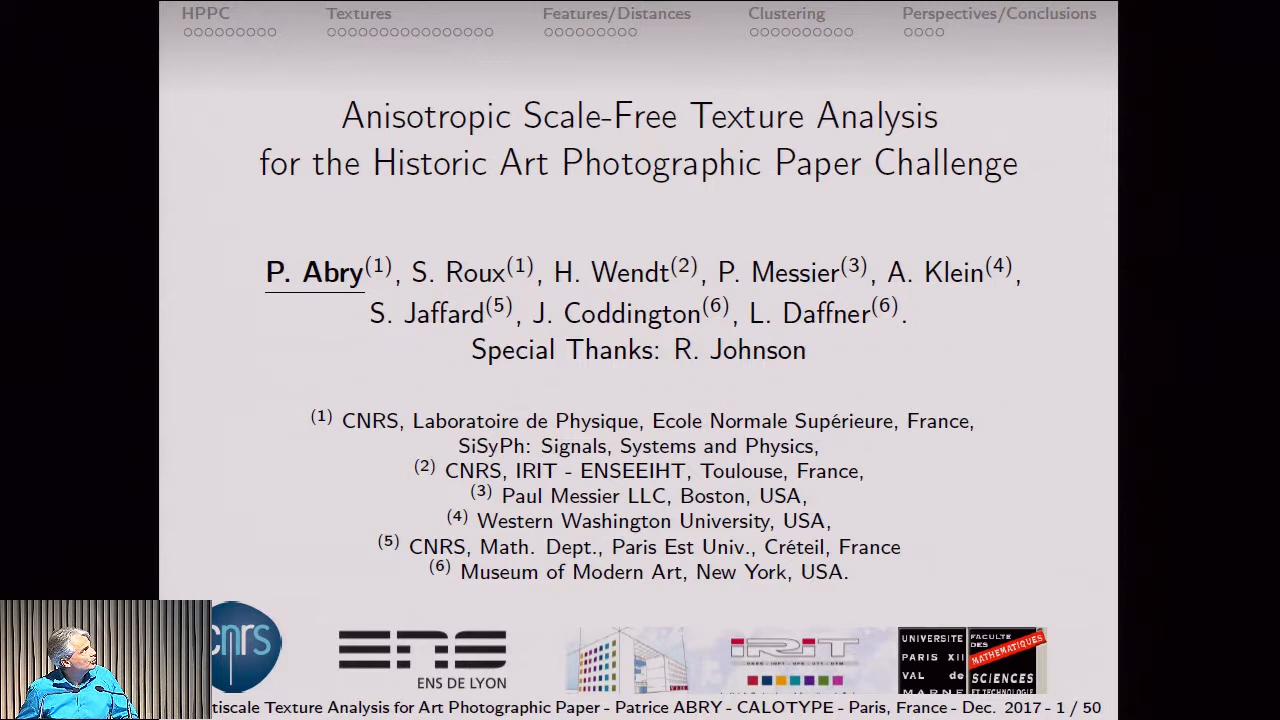 HPPC Textures Features/Distances Clustering Perspectives/Conclusions
Anisotropic Scale-Free Texture Analysis
for the Historic Art Photographic Paper Challenge
P. Abry(1), S. Roux(1), H. Wendt(2), P. Messier(3), A. Klein(4),
S. Jaffard(5), J. Coddington(6), L. Daffner(6).
Special Thanks: R. Johnson
(1) CNRS, Laboratoire de Physique, Ecole Normale Supérieure, France,
SiSyPh: Signals, Systems and Physics,
(2) CNRS, IRIT - ENSEEIHT, Toulouse, France,
(3) Paul Messier LLC, Boston, USA,
(4) Western Washington University, USA,
(5) CNRS, Math. Dept., Paris Est Univ., Créteil, France
(6) Museum of Modern Art, New York, USA.
cnrs
ENS
ENS DE LYON
IRIT
UNIVERSITE
PARIS XII
VAL de
MARNE
FACULTE
DES
MATHEMATIQUES
SCIENCES
ET TECHNOLOGIE
tiscale Texture Analysis for Art Photographic Paper - Patrice ABRY - CALOTYPE - Paris, France - Dec. 2017 - 1 / 50